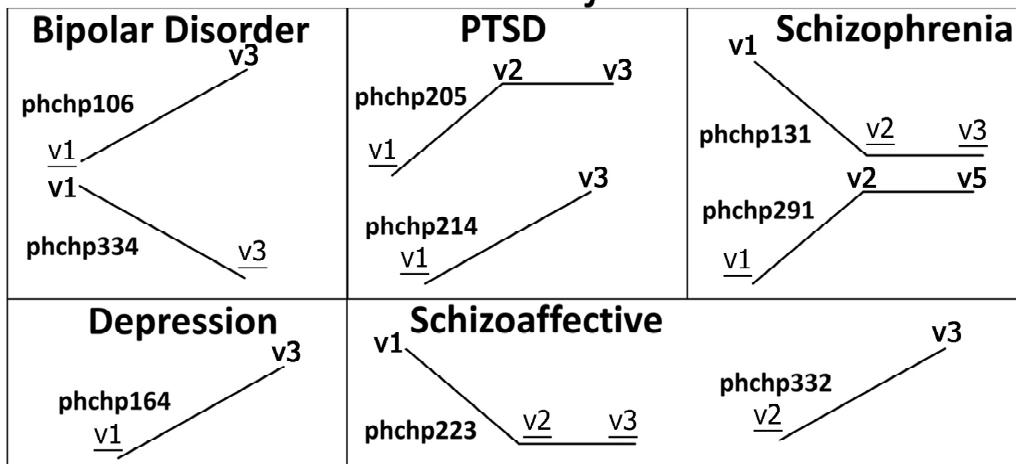 Bipolar Disorder
v3
phchp106
v1
v1
phchp334
v3
PTSD
v2
v3
phchp205
v1
v3
phchp214
v1
Schizophrenia
v1
phchp131
v2
v3
v2
v5
phchp291
v1
Depression
v3
phchp164
v1
Schizoaffective
v1
phchp223
v2
v3
v3
phchp332
v2